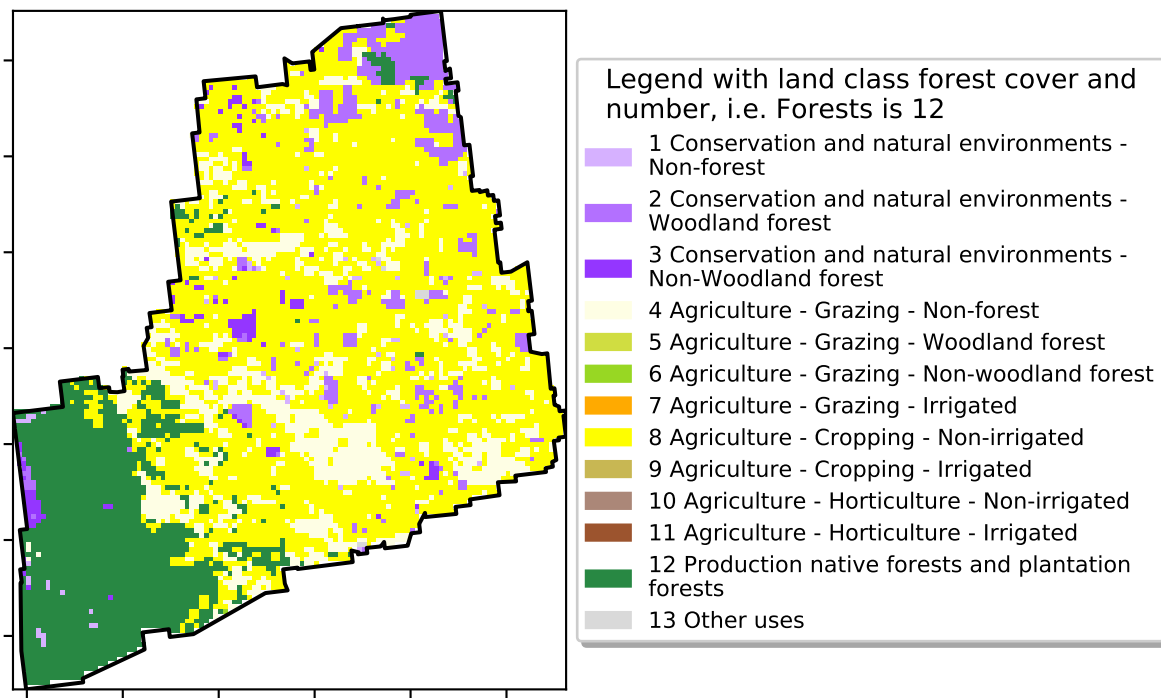 Legend with land class forest cover and
number, i.e. Forests is 12
1 Conservation and natural environments -
Non-forest
2 Conservation and natural environments -
Woodland forest
3 Conservation and natural environments -
Non-Woodland forest
4 Agriculture - Grazing - Non-forest
5 Agriculture - Grazing - Woodland forest
6 Agriculture - Grazing - Non-woodland forest
7 Agriculture - Grazing - Irrigated
8 Agriculture - Cropping - Non-irrigated
9 Agriculture - Cropping - Irrigated
10 Agriculture - Horticulture - Non-irrigated
11 Agriculture - Horticulture - Irrigated
12 Production native forests and plantation
forests
13 Other uses